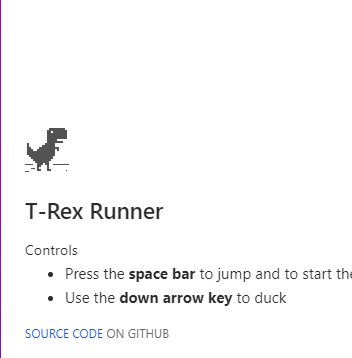 T-Rex Runner
Controls
Press the space bar to jump and to start the
Use the down arrow key to duck
SOURCE CODE ON GITHUB